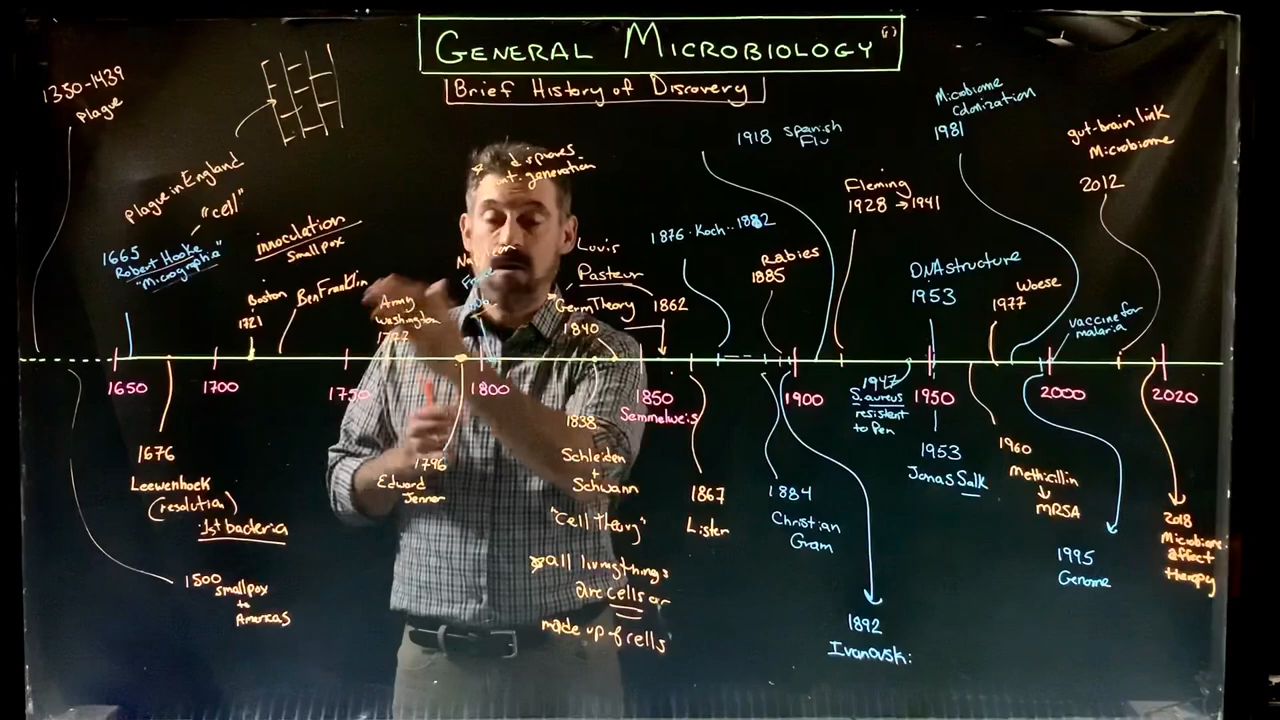 GENERAL MICROBIOLOGY
Brief History of Discovery
1350-1439
plague
plague in England
"cell"
1665
Robert Hooke
"Micrographia"
innoculation
Smallpox
Boston
1721
Ben Franklin
Army
Washington
disproves
generation
Louis
Pasteur
Germ Theory
1840
1862
1876 Koch 1882
Rabies
1885
1918 Spanish
Flu
Fleming
1928 → 1941
DNA structure
1953
Woese
1977
Microbiome
Colonization
1981
vaccine for
malaria
gut-brain link
Microbiome
2012
1650
1700
1750
1800
1850
1900
1950
2000
2020
1676
Leewenhoek
(resolution)
1st bacteria
1500
smallpox
to
Americas
1796
Edward
Jenner
1838
Schleiden
+
Schwann
"Cell Theory"
all living things
are cells or
made up of cells
Semmelweis
1867
Lister
1884
Christian
Gram
1892
Ivanovski
1947
S. aureus
resistent
to Pen
1953
Jonas Salk
1960
Methicillin
↓
MRSA
1995
Genome
2018
Microbiome
affect
therapy